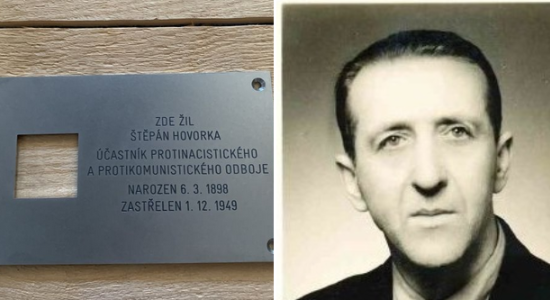 ZDE ŽIL
ŠTĚPÁN HOVORKA
ÚČASTNÍK PROTINACISTICKÉHO
A PROTIKOMUNISTICKÉHO ODBOJE
NAROZEN 6. 3. 1898
ZASTŘELEN 1. 12. 1949